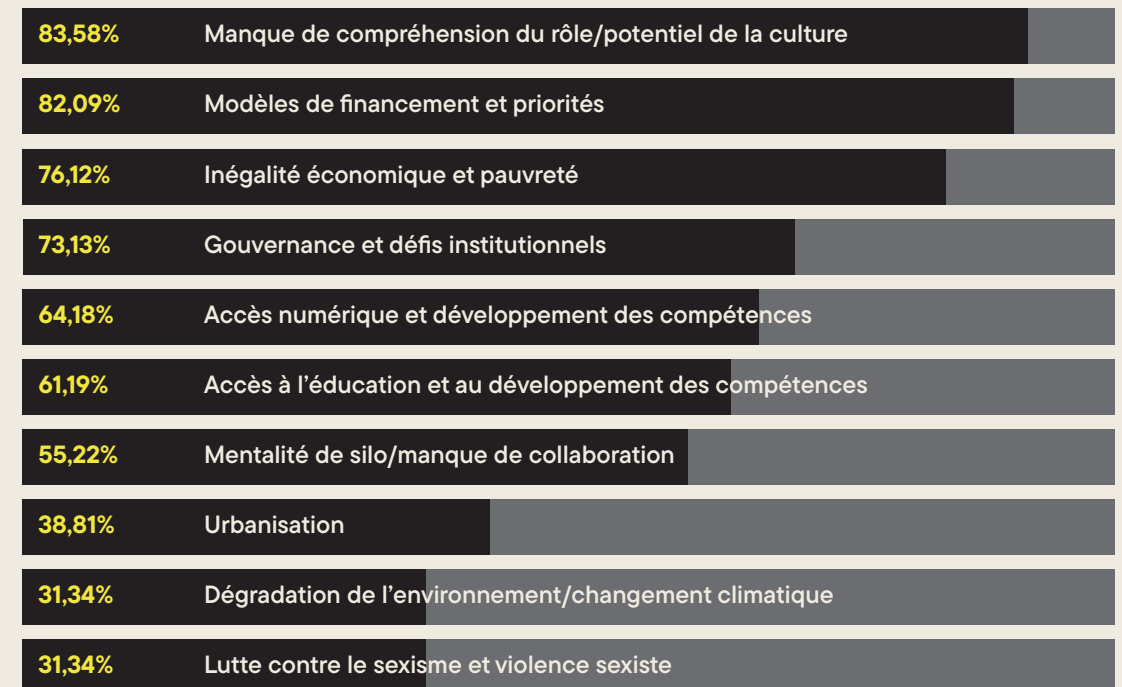 83,58% Manque de compréhension du rôle/potentiel de la culture
82,09% Modèles de financement et priorités
76,12% Inégalité économique et pauvreté
73,13% Gouvernance et défis institutionnels
64,18% Accès numérique et développement des compétences
61,19% Accès à l’éducation et au développement des compétences
55,22% Mentalité de silo/manque de collaboration
38,81% Urbanisation
31,34% Dégradation de l’environnement/changement climatique
31,34% Lutte contre le sexisme et violence sexiste